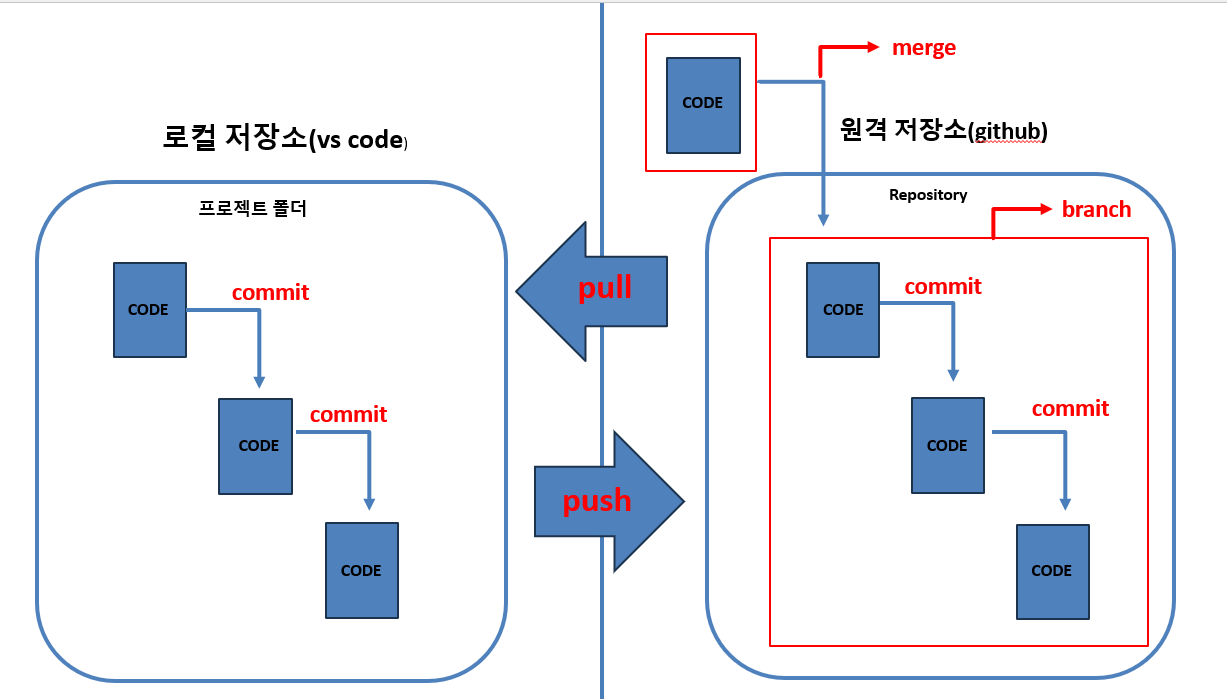 로컬 저장소(vs code)
프로젝트 폴더
CODE
commit
CODE
commit
CODE
pull
push
CODE
merge
원격 저장소(github)
Repository
branch
CODE
commit
CODE
commit
CODE